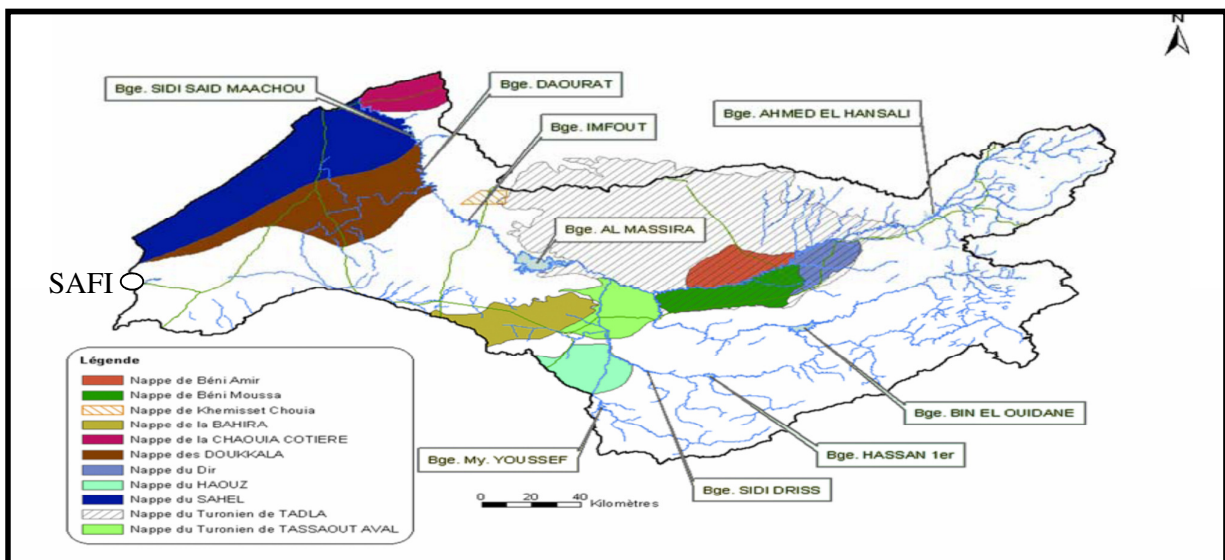 N
Bge. SIDI SAID MAACHOU
Bge. DAOURAT
Bge. IMFOUT
Bge. AHMED EL HANSALI
Bge. AL MASSIRA
SAFI
Légende
Nappe de Béni Amir
Nappe de Béni Moussa
Nappe de Khemisset Chouia
Nappe de la BAHIRA
Nappe de la CHAOUIA COTIERE
Nappe des DOUKKALA
Nappe du Dir
Nappe du HAOUZ
Nappe du SAHEL
Nappe du Turonien de TADLA
Nappe du Turonien de TASSAOUT AVAL
Bge. BIN EL OUIDANE
Bge. HASSAN 1er
Bge. My. YOUSSEF
Bge. SIDI DRISS
0 20 40
Kilomètres